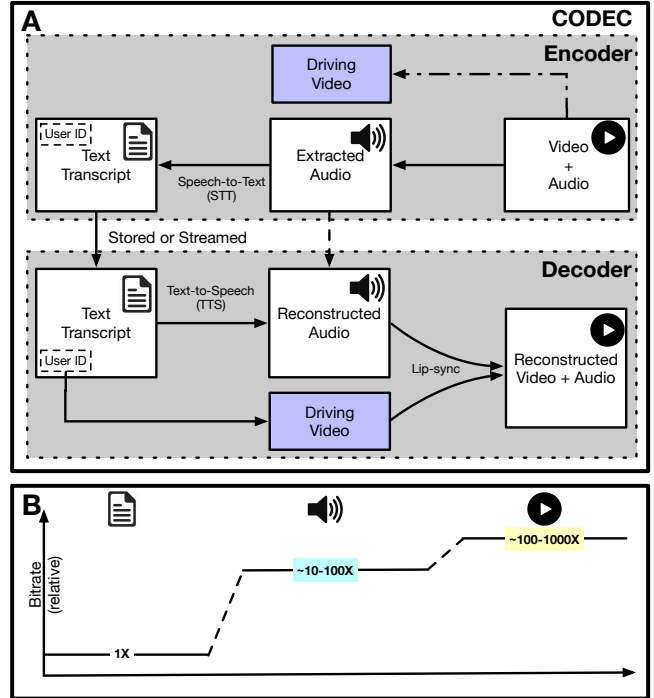 A
CODEC
Encoder
Driving
Video
User ID
Text
Transcript
Speech-to-Text
(STT)
Extracted
Audio
Video
+
Audio
Stored or Streamed
Decoder
Text
Transcript
User ID
Text-to-Speech
(TTS)
Reconstructed
Audio
Lip-sync
Reconstructed
Video + Audio
Driving
Video
B
Bitrate
(relative)
1X
~10-100X
~100-1000X